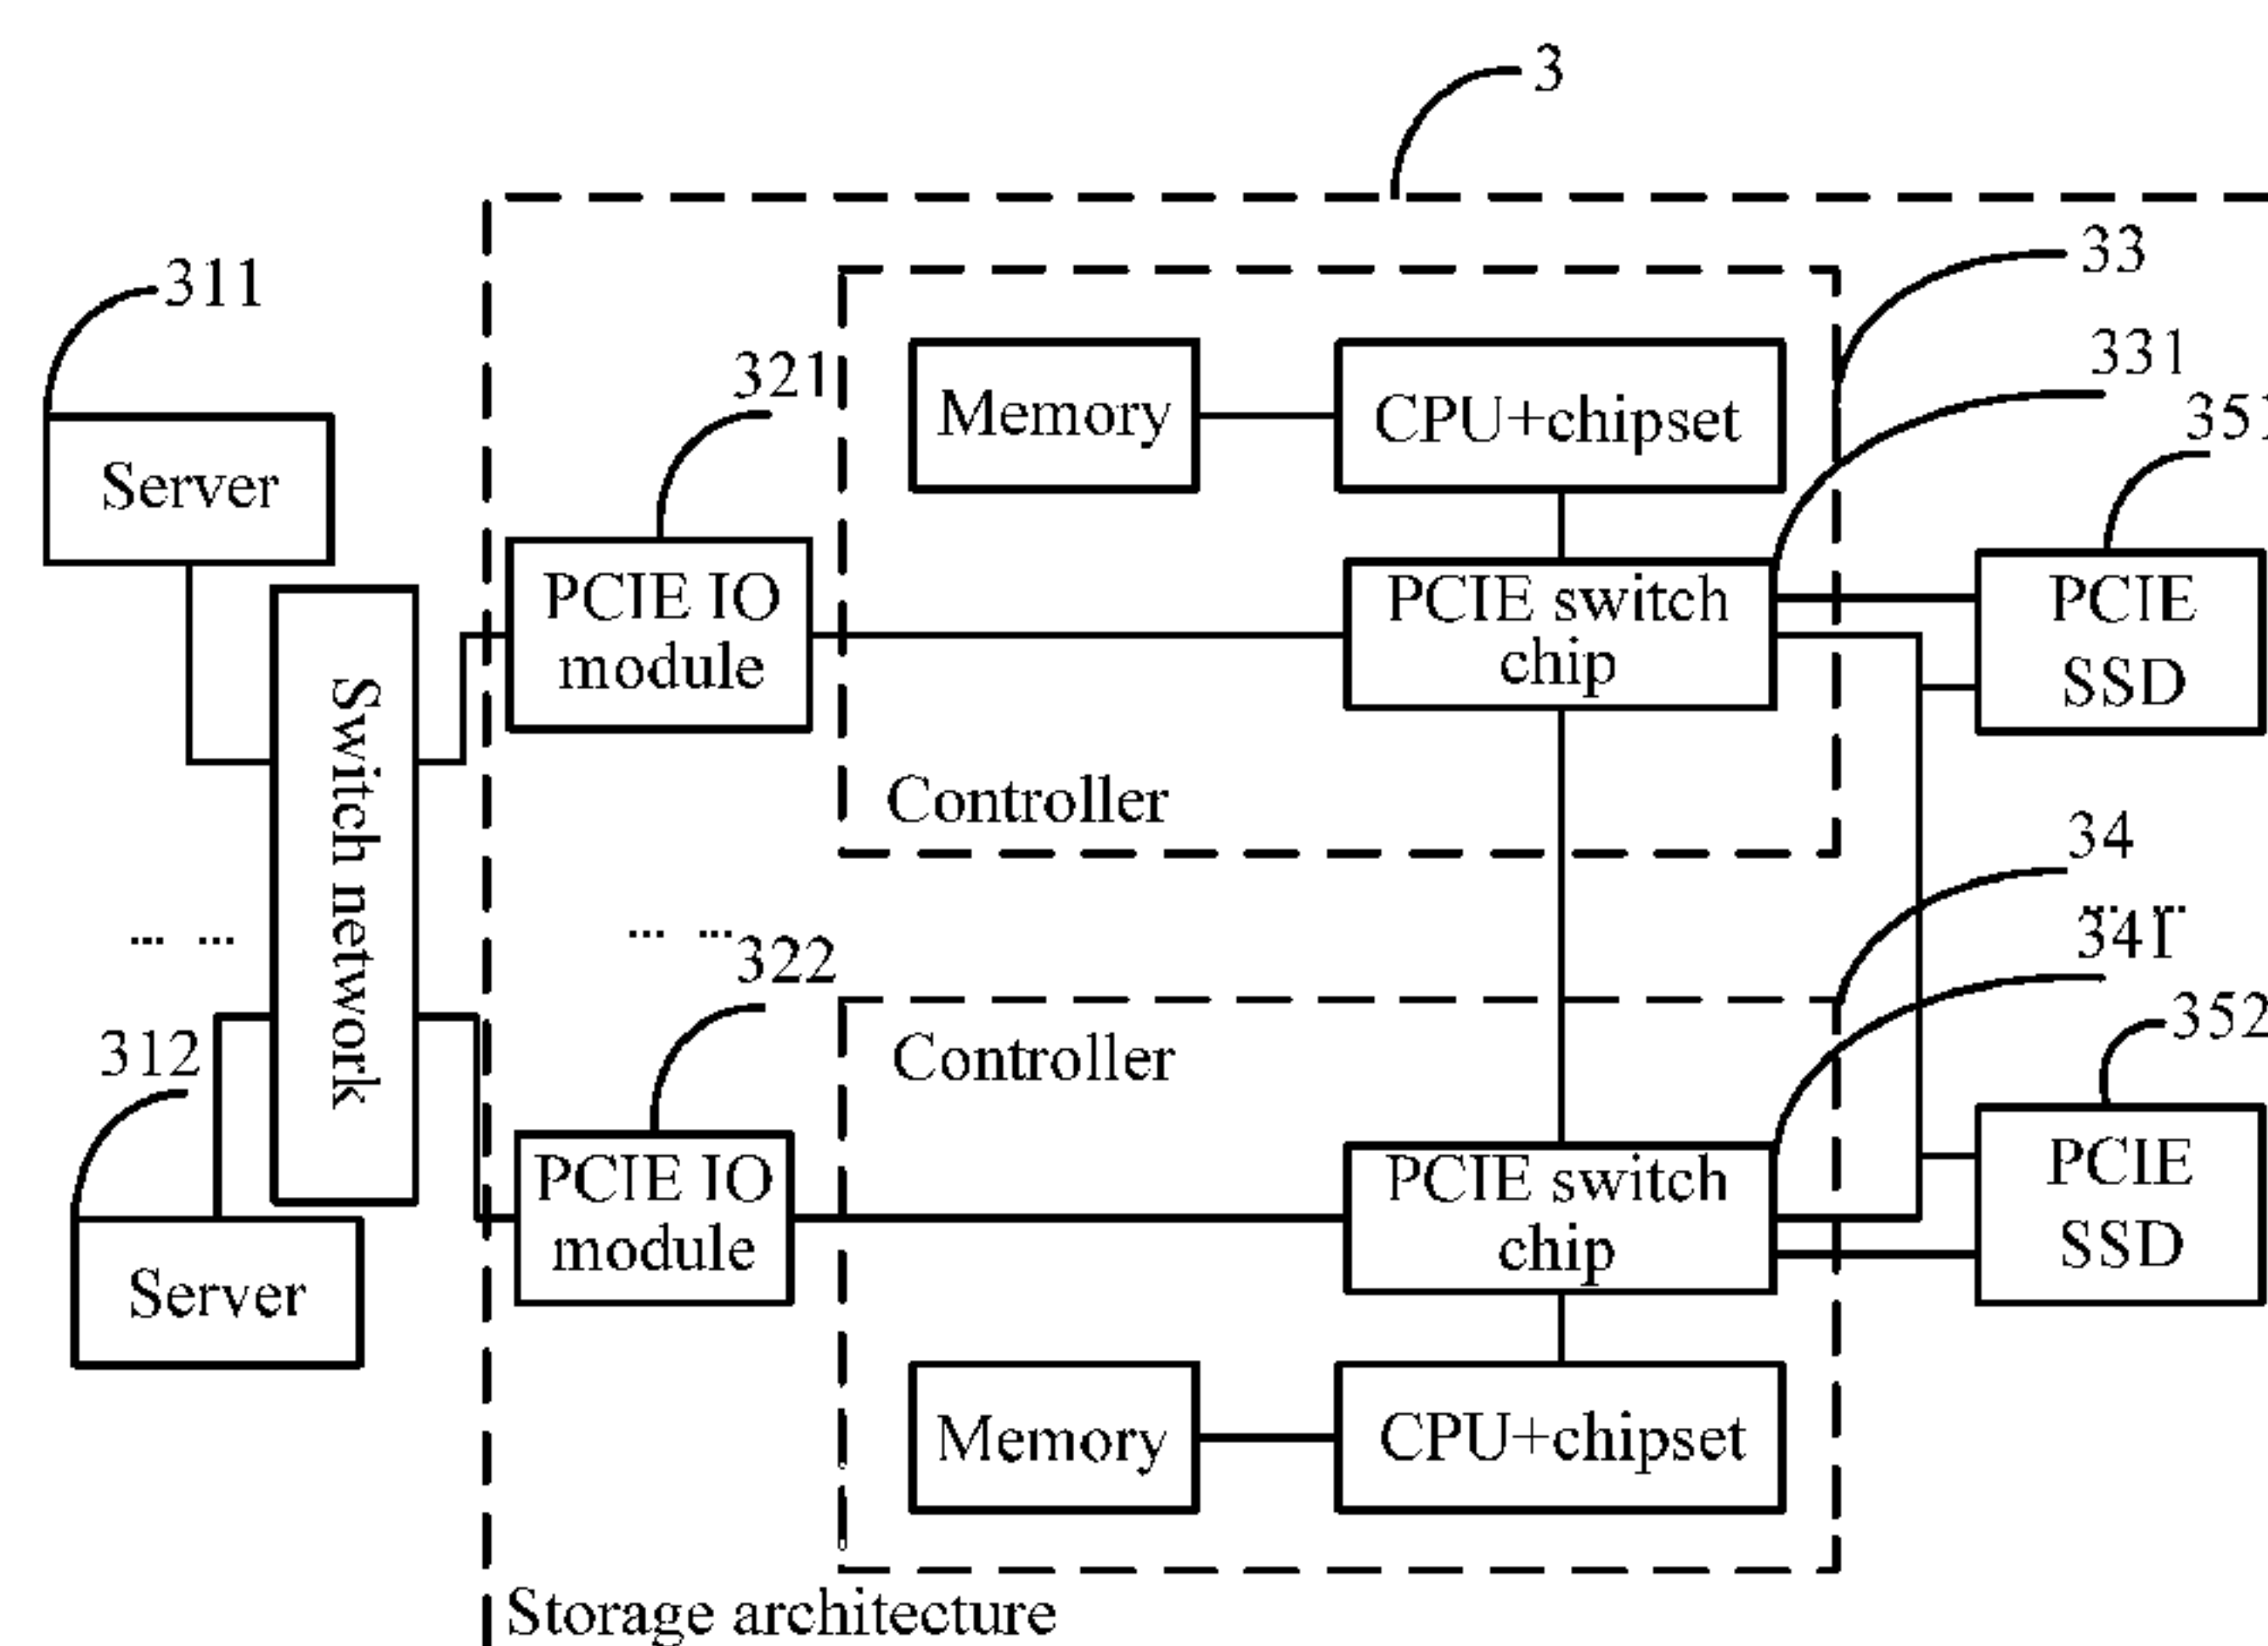 3
33
311
331
321
351
Memory
CPU+chipset
Server
PCIE IO
module
PCIE switch
chip
PCIE
SSD
Switch network
Controller
34
... ...
... ...
... ...
341
322
352
312
Controller
PCIE IO
module
PCIE switch
chip
PCIE
SSD
Server
Memory
CPU+chipset
Storage architecture